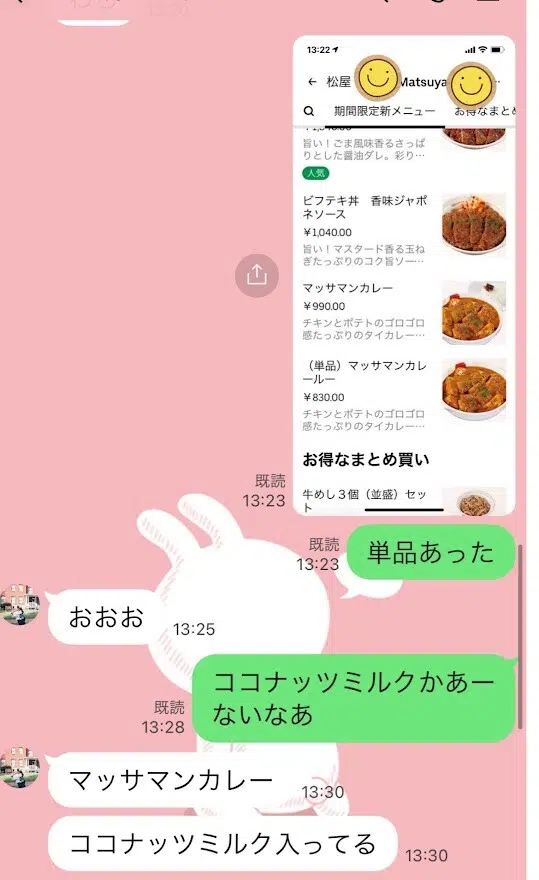 13:22
松屋
Matsuya
期間限定新メニュー
お得なまとめ
旨い！ごま風味香るさっぱ
りとした醤油ダレ。彩り…
人気
ビフテキ丼 香味ジャポ
ネソース
￥1,040.00
旨い！マスタード香る玉ね
ぎたっぷりのコク旨ソー…
マッサマンカレー
￥990.00
チキンとポテトのゴロゴロ
感たっぷりのタイカレー…
（単品）マッサマンカレ
ールー
￥830.00
チキンとポテトのゴロゴロ
感たっぷりのタイカレー…
お得なまとめ買い
牛めし３個（並盛）セッ
ト
既読
13:23
単品あった
既読
13:23
おおお
13:25
ココナッツミルクかあー
ないなあ
既読
13:28
マッサマンカレー
13:30
ココナッツミルク入ってる
13:30